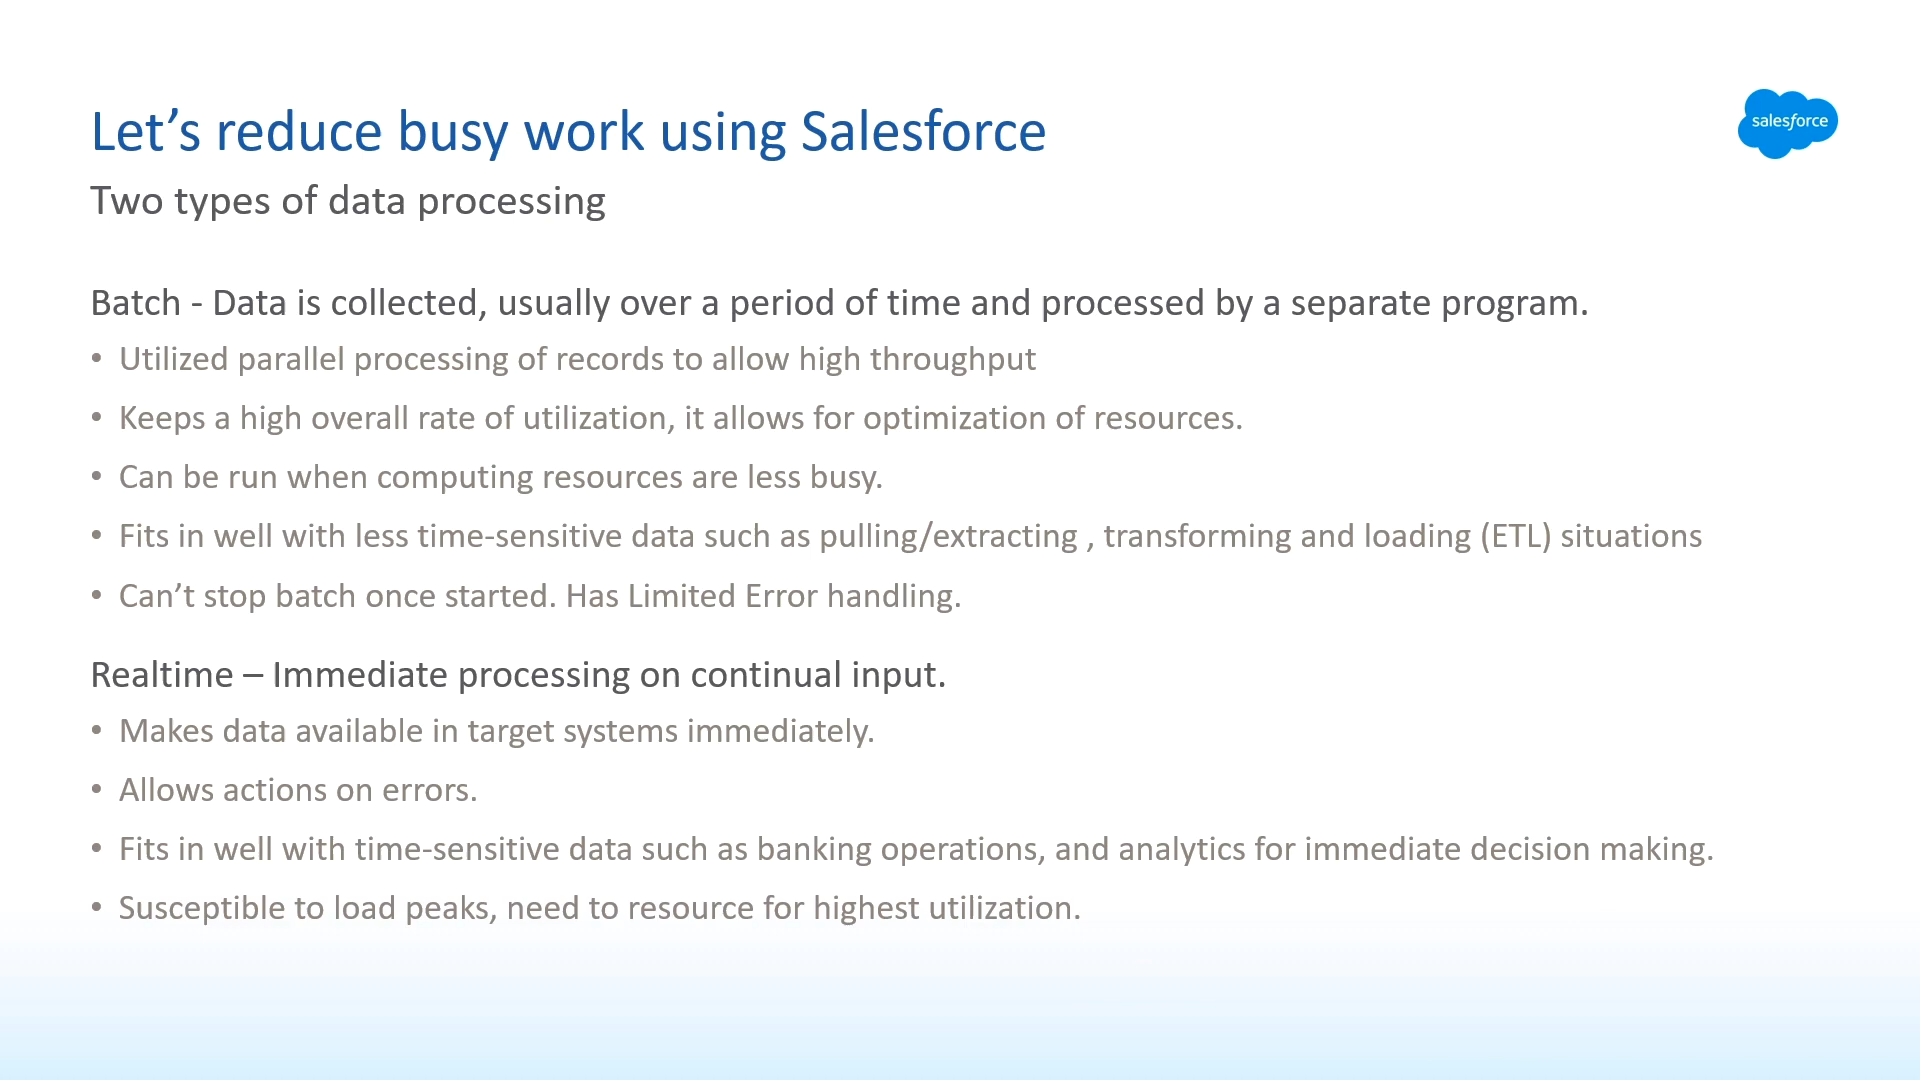 Let’s reduce busy work using Salesforce
salesforce
Two types of data processing
Batch - Data is collected, usually over a period of time and processed by a separate program.
• Utilized parallel processing of records to allow high throughput
• Keeps a high overall rate of utilization, it allows for optimization of resources.
• Can be run when computing resources are less busy.
• Fits in well with less time-sensitive data such as pulling/extracting , transforming and loading (ETL) situations
• Can’t stop batch once started. Has Limited Error handling.
Realtime – Immediate processing on continual input.
• Makes data available in target systems immediately.
• Allows actions on errors.
• Fits in well with time-sensitive data such as banking operations, and analytics for immediate decision making.
• Susceptible to load peaks, need to resource for highest utilization.